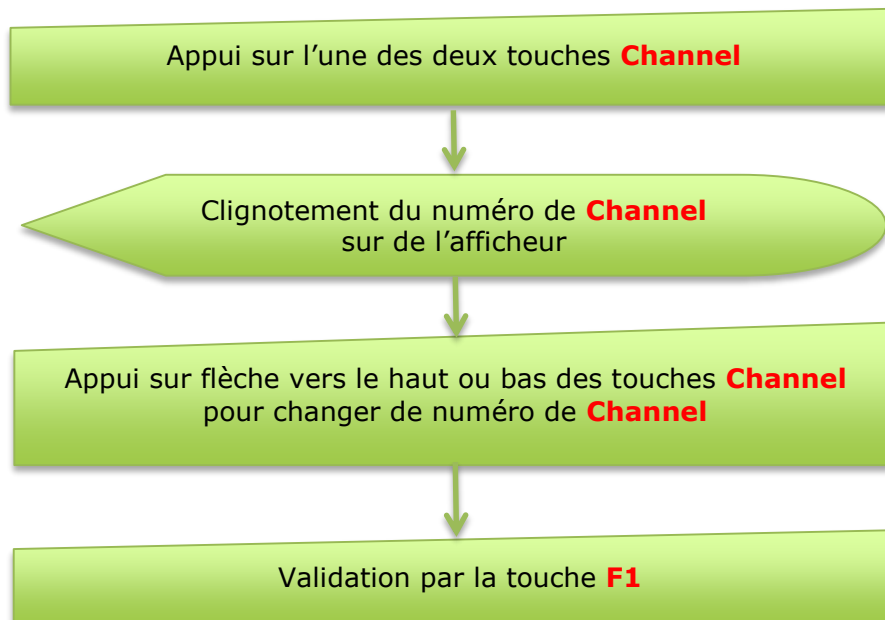 Appui sur l’une des deux touches Channel
Clignotement du numéro de Channel
sur de l’afficheur
Appui sur flèche vers le haut ou bas des touches Channel
pour changer de numéro de Channel
Validation par la touche F1